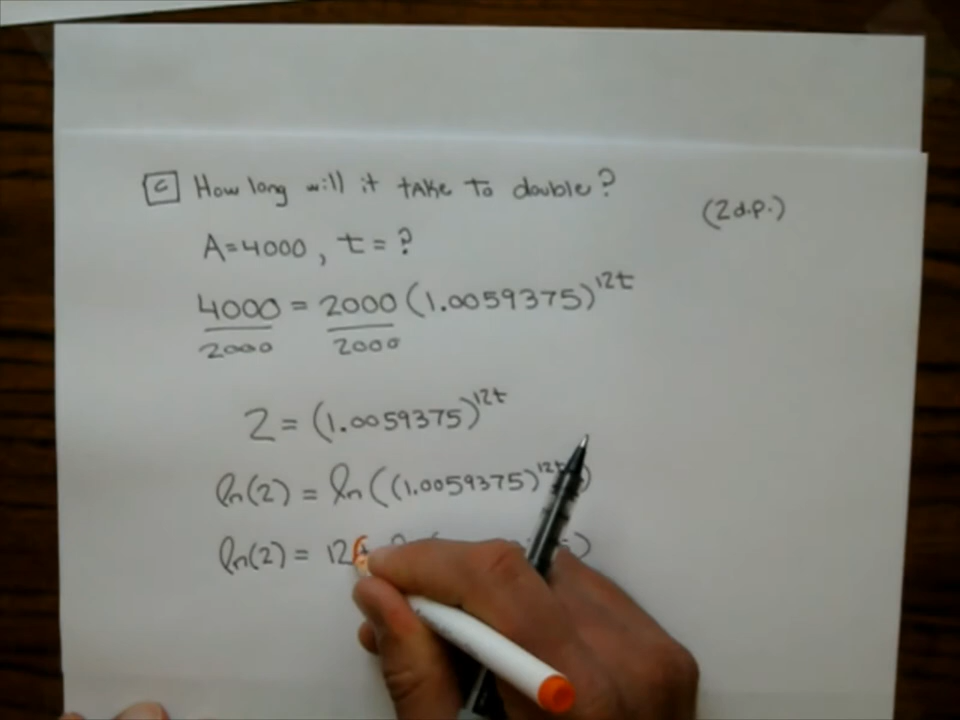 C How long will it take to double?
(2 d.p.)
A=4000, t=?
4000 = 2000 (1.0059375)^12t
2000 2000
2 = (1.0059375)^12t
ln(2) = ln((1.0059375)^12t)
ln(2) = 12